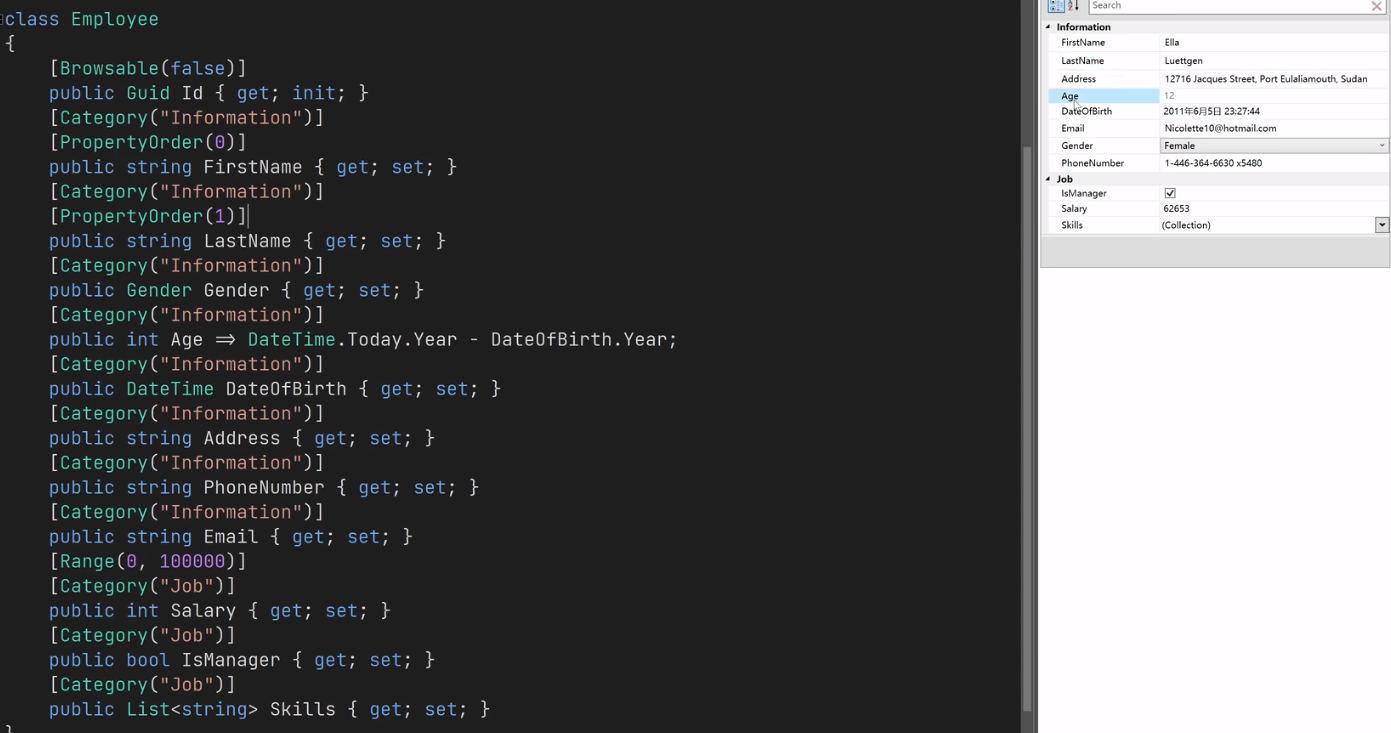 class Employee
{
[Browsable(false)]
public Guid Id { get; init; }
[Category("Information")]
[PropertyOrder(0)]
public string FirstName { get; set; }
[Category("Information")]
[PropertyOrder(1)]
public string LastName { get; set; }
[Category("Information")]
public Gender Gender { get; set; }
[Category("Information")]
public int Age => DateTime.Today.Year - DateOfBirth.Year;
[Category("Information")]
public DateTime DateOfBirth { get; set; }
[Category("Information")]
public string Address { get; set; }
[Category("Information")]
public string PhoneNumber { get; set; }
[Category("Information")]
public string Email { get; set; }
[Range(0, 100000)]
[Category("Job")]
public int Salary { get; set; }
[Category("Job")]
public bool IsManager { get; set; }
[Category("Job")]
public List<string> Skills { get; set; }
}
Search
Information
FirstName Ella
LastName Luettgen
Address 12716 Jacques Street, Port Eulaliamouth, Sudan
Age 12
DateOfBirth 2011年6月5日 23:27:44
Email Nicolette10@hotmail.com
Gender Female
PhoneNumber 1-446-364-6630 x5480
Job
IsManager
Salary 62653
Skills (Collection)